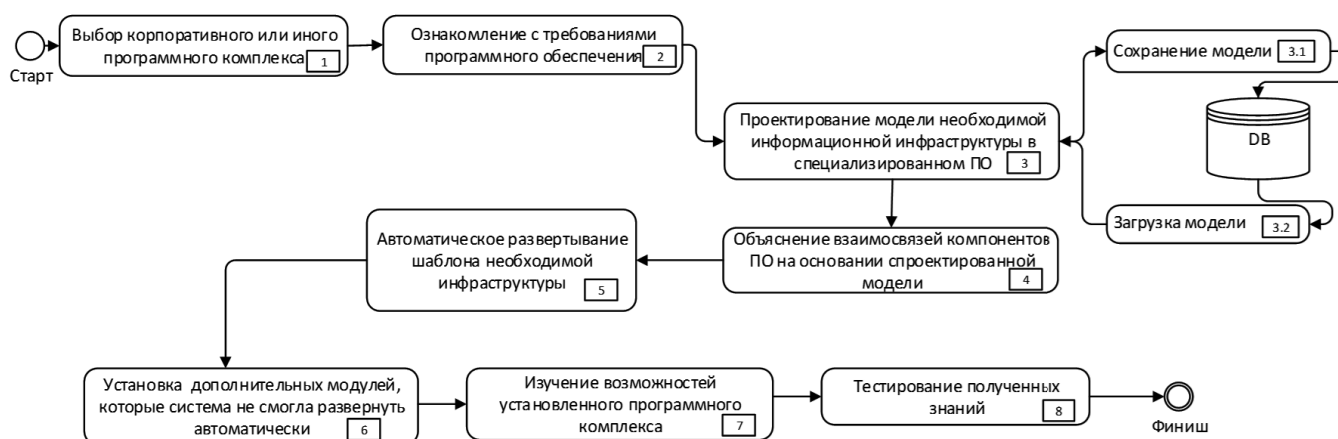 Старт
Выбор корпоративного или иного
программного комплекса 1
Ознакомление с требованиями
программного обеспечения 2
Проектирование модели необходимой
информационной инфраструктуры в
специализированном ПО 3
Сохранение модели 3.1
DB
Загрузка модели 3.2
Объяснение взаимосвязей компонентов
ПО на основании спроектированной
модели 4
Автоматическое развертывание
шаблона необходимой
инфраструктуры 5
Установка дополнительных модулей,
которые система не смогла развернуть
автоматически 6
Изучение возможностей
установленного программного
комплекса 7
Тестирование полученных
знаний 8
Финиш